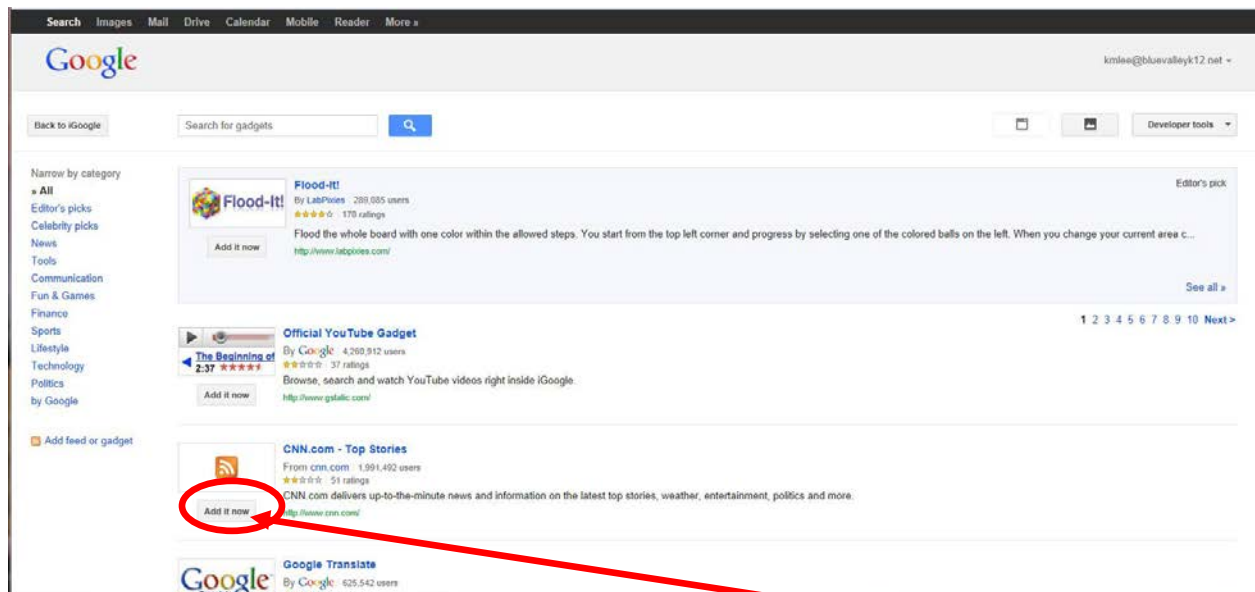 Search Images Mail Drive Calendar Mobile Reader More »
Google
kmlee@bluevalleyk12.net
Back to iGoogle
Search for gadgets
Developer tools
Narrow by category
» All
Editor's picks
Celebrity picks
News
Tools
Communication
Fun & Games
Finance
Sports
Lifestyle
Technology
Politics
by Google
Add feed or gadget
Flood-It!
Add it now
Flood-It!
Editor's pick
By LabPixies 289,085 users
178 ratings
Flood the whole board with one color within the allowed steps. You start from the top left corner and progress by selecting one of the colored balls on the left. When you change your current area c...
http://www.labpixies.com/
See all »
1 2 3 4 5 6 7 8 9 10 Next >
The Beginning of
2:37
Add it now
Official YouTube Gadget
By Google 4,260,912 users
37 ratings
Browse, search and watch YouTube videos right inside iGoogle.
http://www.gstatic.com/
Add it now
CNN.com - Top Stories
From cnn.com 1,991,492 users
51 ratings
CNN.com delivers up-to-the-minute news and information on the latest top stories, weather, entertainment, politics and more.
http://www.cnn.com/
Google
Google Translate
By Google 625,542 users